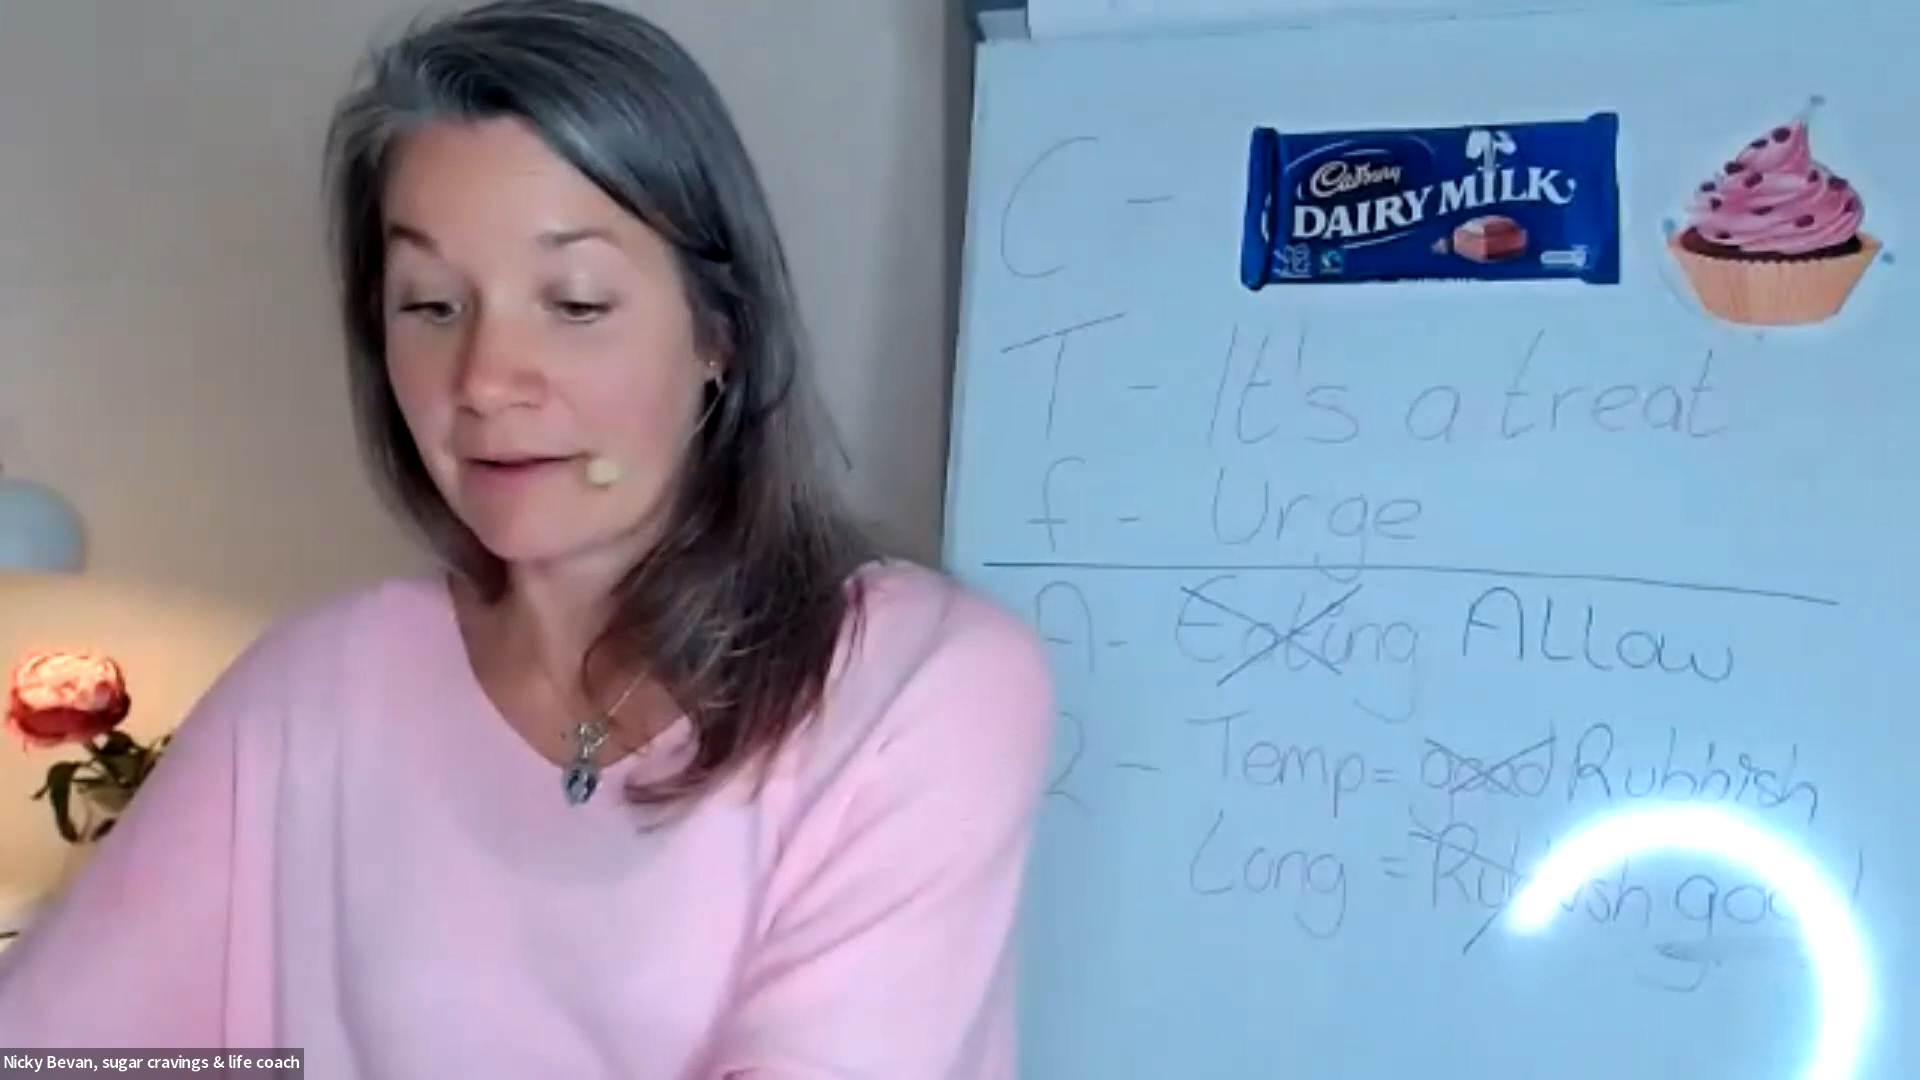 C -
Cadbury
DAIRY MILK
T - It's a treat
f - Urge
A - Eating ALLow
R - Temp = good Rubbish
Long = Rubbish good
Nicky Bevan, sugar cravings & life coach